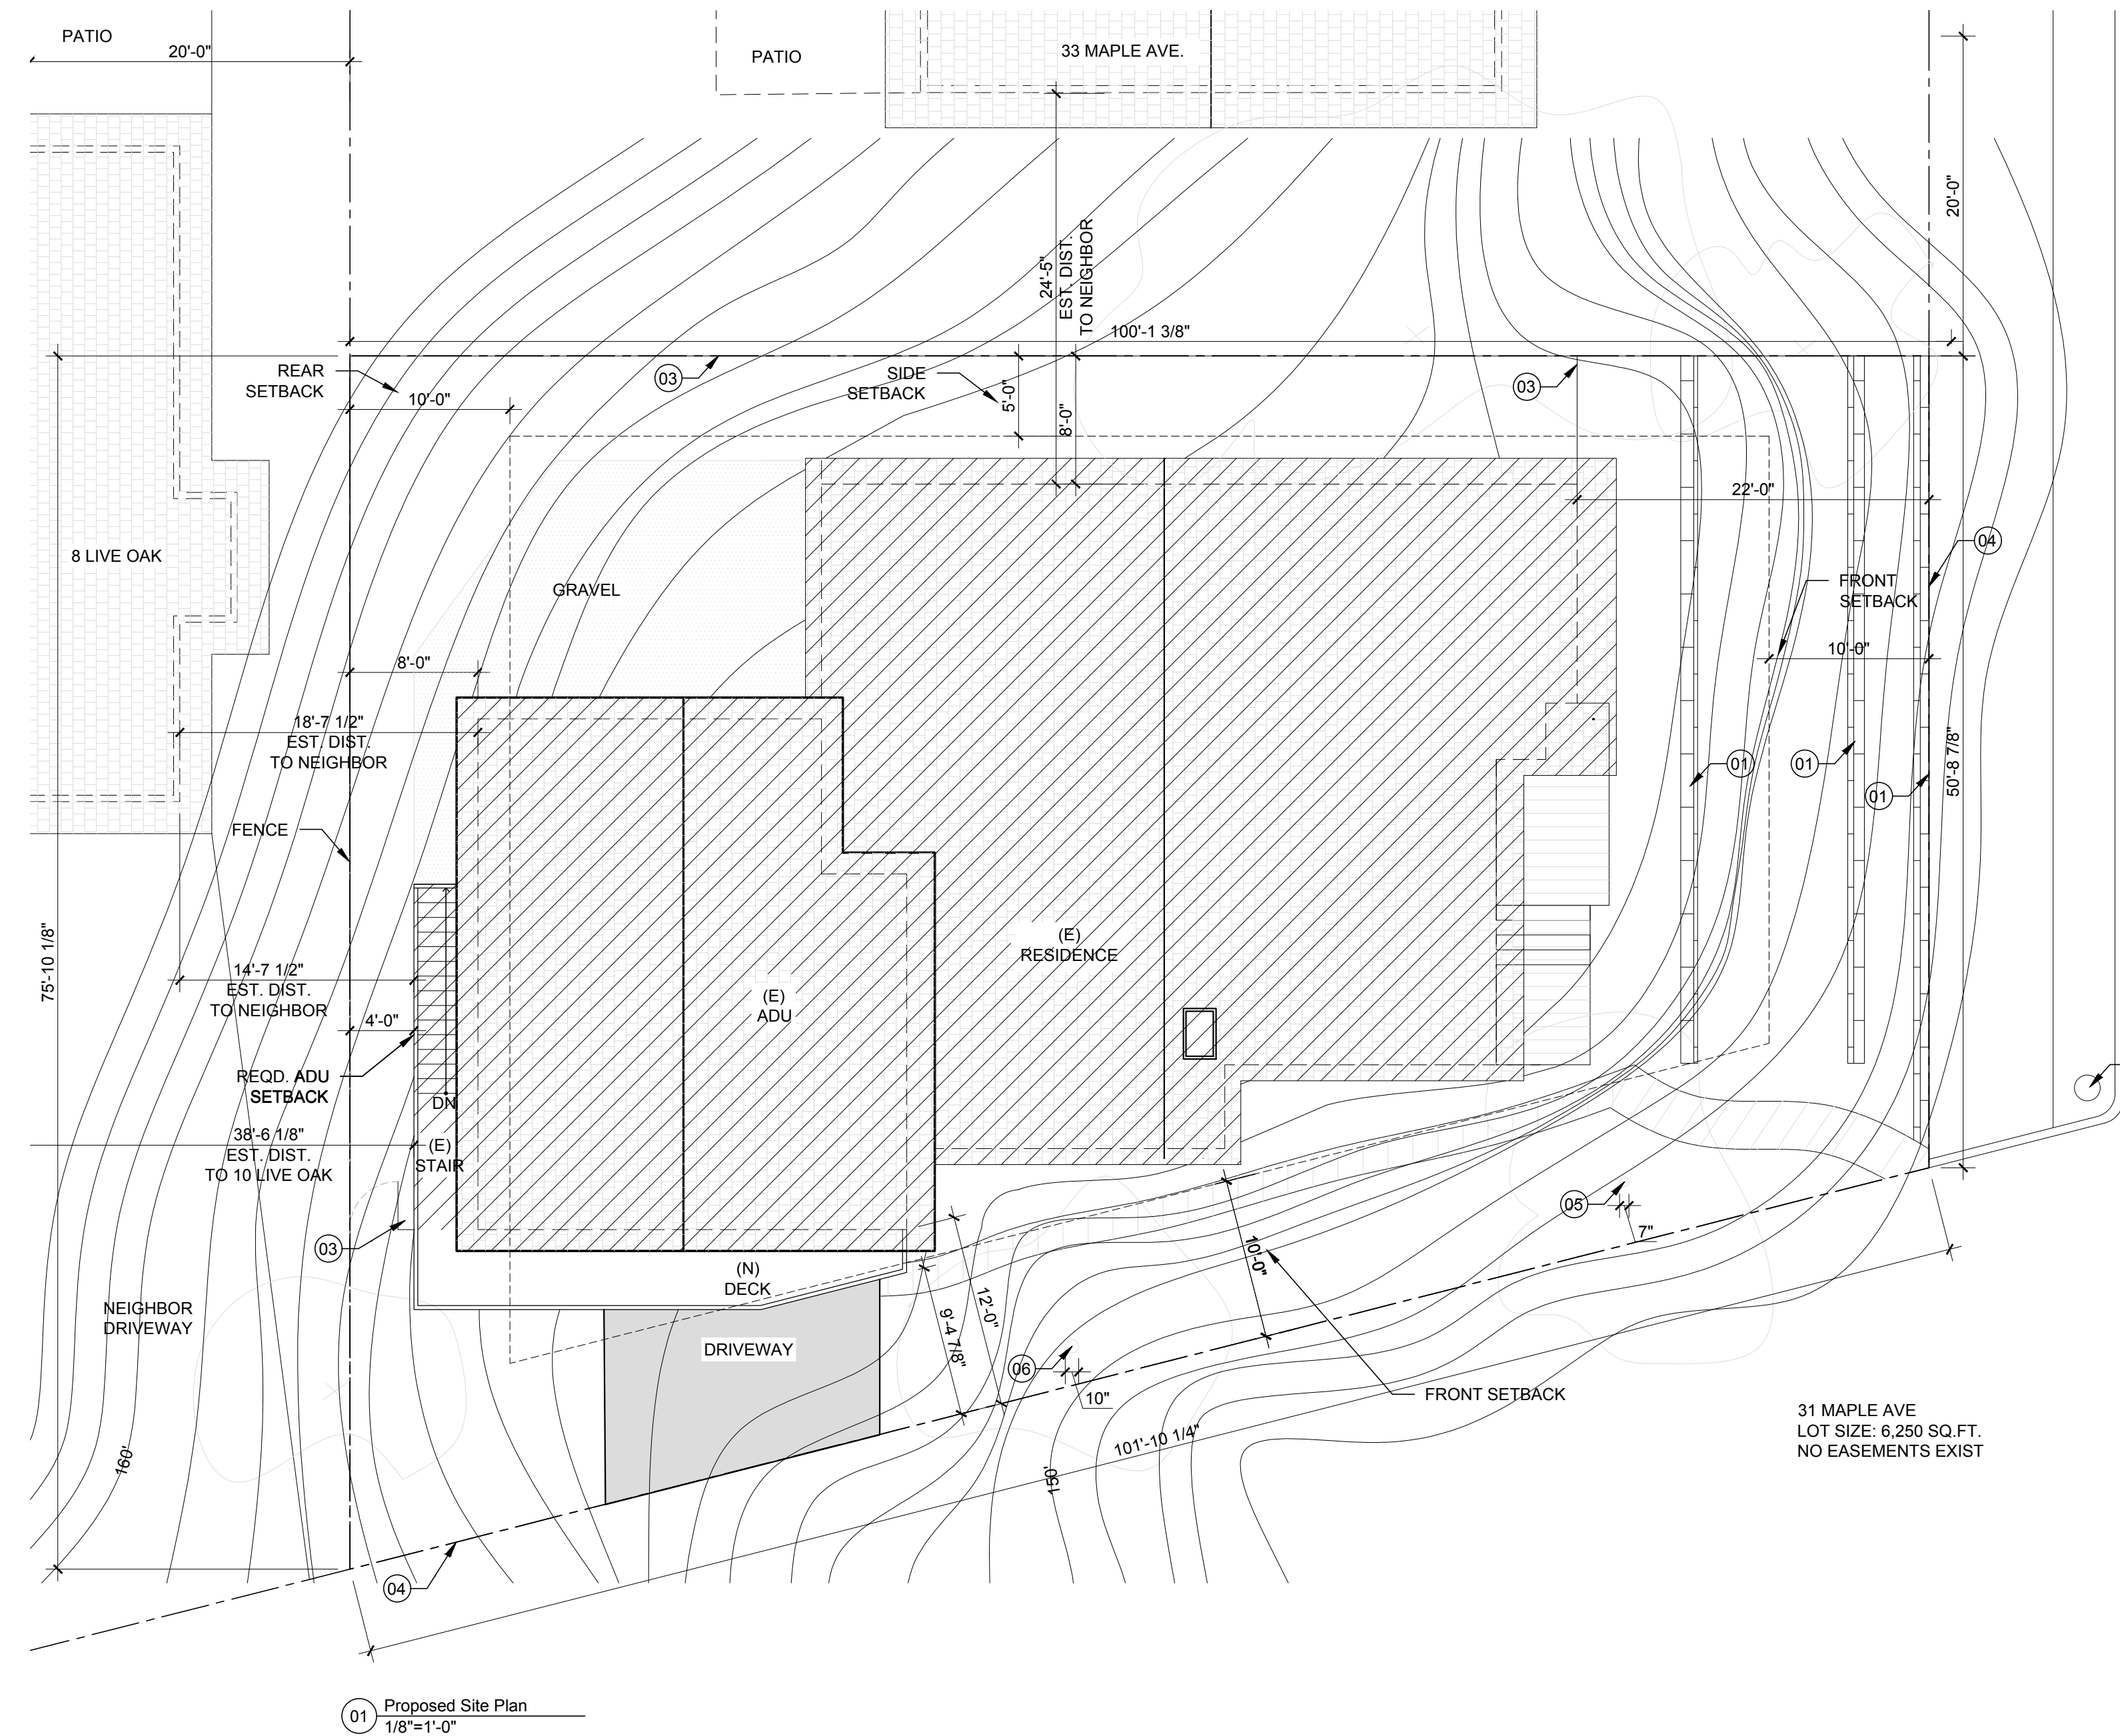 PATIO
20'-0"
PATIO
33 MAPLE AVE.
20'-0"
24'-5"
EST. DIST.
TO NEIGHBOR
100'-1 3/8"
REAR
SETBACK
03
SIDE
SETBACK
5'-0"
8'-0"
03
10'-0"
22'-0"
04
8 LIVE OAK
GRAVEL
FRONT
SETBACK
10'-0"
8'-0"
18'-7 1/2"
EST. DIST.
TO NEIGHBOR
01
01
01
50'-8 7/8"
FENCE
75'-10 1/8"
(E)
RESIDENCE
14'-7 1/2"
EST. DIST.
TO NEIGHBOR
(E)
ADU
4'-0"
REQD. ADU
SETBACK
DN
38'-6 1/8"
EST. DIST.
TO 10 LIVE OAK
(E)
STAIR
05
7"
03
10'-0"
(N)
DECK
NEIGHBOR
DRIVEWAY
12'-0"
9'-4 7/8"
DRIVEWAY
06
10"
FRONT SETBACK
31 MAPLE AVE
LOT SIZE: 6,250 SQ.FT.
NO EASEMENTS EXIST
101'-10 1/4"
160'
150'
04
01
Proposed Site Plan
1/8"=1'-0"